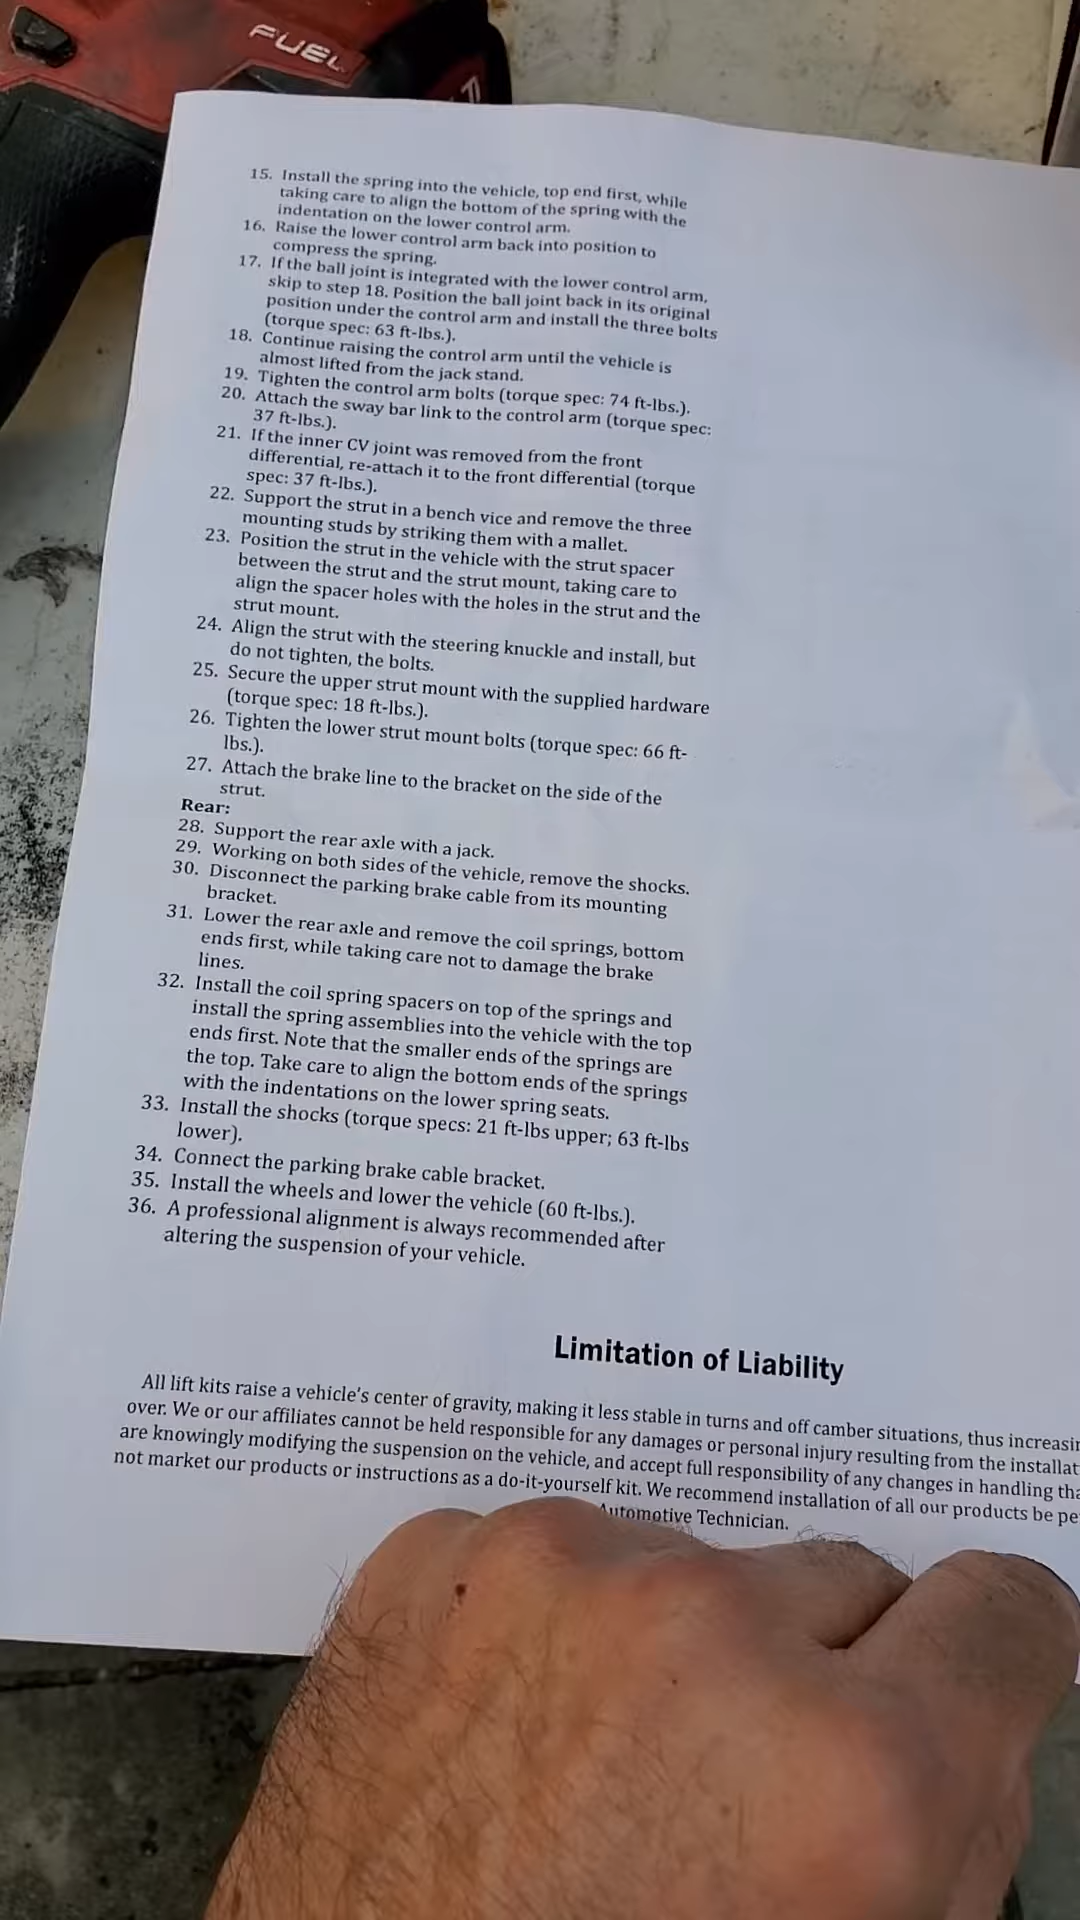 FUEL
15. Install the spring into the vehicle, top end first, while
taking care to align the bottom of the spring with the
indentation on the lower control arm.
16. Raise the lower control arm back into position to
compress the spring.
17. If the ball joint is integrated with the lower control arm,
skip to step 18. Position the ball joint back in its original
position under the control arm and install the three bolts
(torque spec: 63 ft-lbs.).
18. Continue raising the control arm until the vehicle is
almost lifted from the jack stand.
19. Tighten the control arm bolts (torque spec: 74 ft-lbs.).
20. Attach the sway bar link to the control arm (torque spec:
37 ft-lbs.).
21. If the inner CV joint was removed from the front
differential, re-attach it to the front differential (torque
spec: 37 ft-lbs.).
22. Support the strut in a bench vice and remove the three
mounting studs by striking them with a mallet.
23. Position the strut in the vehicle with the strut spacer
between the strut and the strut mount, taking care to
align the spacer holes with the holes in the strut and the
strut mount.
24. Align the strut with the steering knuckle and install, but
do not tighten, the bolts.
25. Secure the upper strut mount with the supplied hardware
(torque spec: 18 ft-lbs.).
26. Tighten the lower strut mount bolts (torque spec: 66 ft-
lbs.).
27. Attach the brake line to the bracket on the side of the
strut.
Rear:
28. Support the rear axle with a jack.
29. Working on both sides of the vehicle, remove the shocks.
30. Disconnect the parking brake cable from its mounting
bracket.
31. Lower the rear axle and remove the coil springs, bottom
ends first, while taking care not to damage the brake
lines.
32. Install the coil spring spacers on top of the springs and
install the spring assemblies into the vehicle with the top
ends first. Note that the smaller ends of the springs are
the top. Take care to align the bottom ends of the springs
with the indentations on the lower spring seats.
33. Install the shocks (torque specs: 21 ft-lbs upper; 63 ft-lbs
lower).
34. Connect the parking brake cable bracket.
35. Install the wheels and lower the vehicle (60 ft-lbs.).
36. A professional alignment is always recommended after
altering the suspension of your vehicle.
Limitation of Liability
All lift kits raise a vehicle's center of gravity, making it less stable in turns and off camber situations, thus
over. We or our affiliates cannot be held responsible for any damages or personal injury resulting from the
are knowingly modifying the suspension on the vehicle, and accept full responsibility of any changes in handling
not market our products or instructions as a do-it-yourself kit. We recommend installation of all our products be
Automotive Technician.